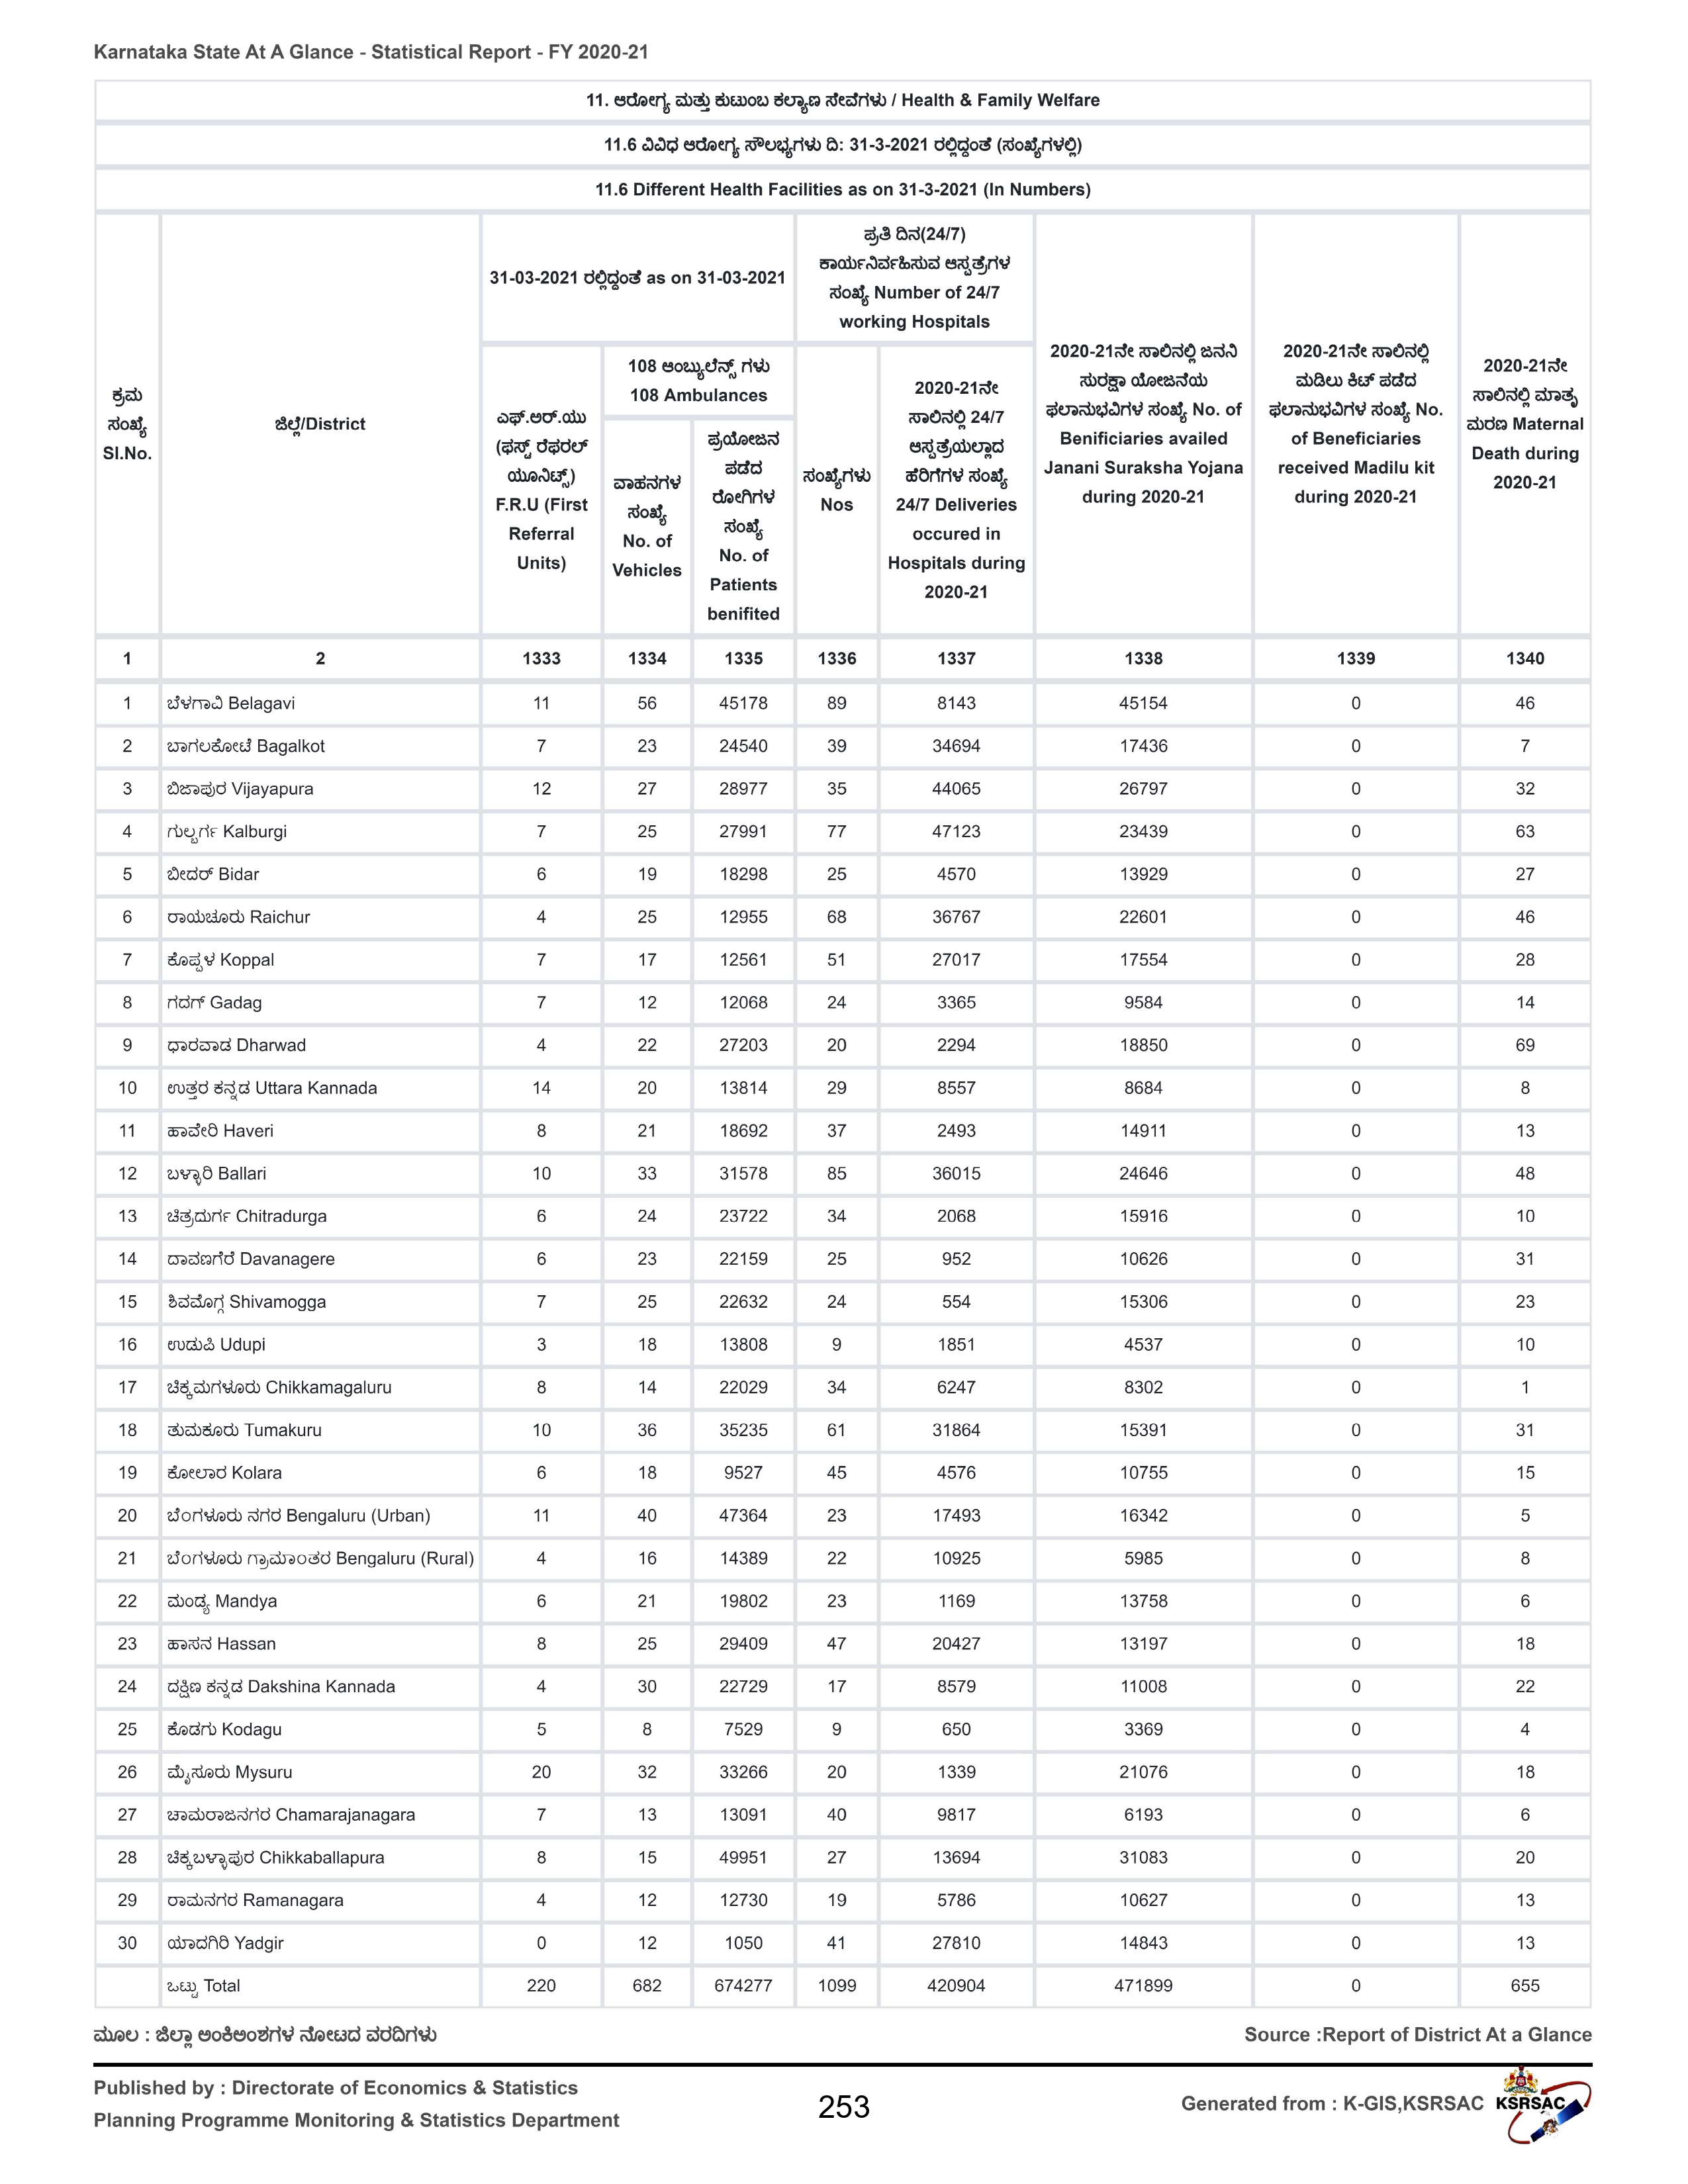 Karnataka State At A Glance - Statistical Report - FY 2020-21
11. ಆರೋಗ್ಯ ಮತ್ತು ಕುಟುಂಬ ಕಲ್ಯಾಣ ಸೇವೆಗಳು / Health & Family Welfare
11.6 ವಿವಿಧ ಆರೋಗ್ಯ ಸೌಲಭ್ಯಗಳು ದಿ: 31-3-2021 ರಲ್ಲಿದ್ದಂತೆ (ಸಂಖ್ಯೆಗಳಲ್ಲಿ)
11.6 Different Health Facilities as on 31-3-2021 (In Numbers)
ಕ್ರಮ
ಸಂಖ್ಯೆ
Sl.No.
ಜಿಲ್ಲೆ/District
31-03-2021 ರಲ್ಲಿದ್ದಂತೆ as on 31-03-2021
ಎಫ್.ಆರ್.ಯು
(ಫಸ್ಟ್ ರೆಫರಲ್
ಯೂನಿಟ್ಸ್)
F.R.U (First
Referral
Units)
108 ಆಂಬ್ಯುಲೆನ್ಸ್ ಗಳು
108 Ambulances
ವಾಹನಗಳ
ಸಂಖ್ಯೆ
No. of
Vehicles
ಪ್ರಯೋಜನ
ಪಡೆದ
ರೋಗಿಗಳ
ಸಂಖ್ಯೆ
No. of
Patients
benifited
ಪ್ರತಿ ದಿನ(24/7)
ಕಾರ್ಯನಿರ್ವಹಿಸುವ ಆಸ್ಪತ್ರೆಗಳ
ಸಂಖ್ಯೆ Number of 24/7
working Hospitals
ಸಂಖ್ಯೆಗಳು
Nos
2020-21ನೇ
ಸಾಲಿನಲ್ಲಿ 24/7
ಆಸ್ಪತ್ರೆಯಲ್ಲಾದ
ಹೆರಿಗೆಗಳ ಸಂಖ್ಯೆ
24/7 Deliveries
occured in
Hospitals during
2020-21
2020-21ನೇ ಸಾಲಿನಲ್ಲಿ ಜನನಿ
ಸುರಕ್ಷಾ ಯೋಜನೆಯ
ಫಲಾನುಭವಿಗಳ ಸಂಖ್ಯೆ No. of
Benificiaries availed
Janani Suraksha Yojana
during 2020-21
2020-21ನೇ ಸಾಲಿನಲ್ಲಿ
ಮಡಿಲು ಕಿಟ್ ಪಡೆದ
ಫಲಾನುಭವಿಗಳ ಸಂಖ್ಯೆ No.
of Beneficiaries
received Madilu kit
during 2020-21
2020-21ನೇ
ಸಾಲಿನಲ್ಲಿ ಮಾತೃ
ಮರಣ Maternal
Death during
2020-21
1 2 1333 1334 1335 1336 1337 1338 1339 1340
1 ಬೆಳಗಾವಿ Belagavi 11 56 45178 89 8143 45154 0 46
2 ಬಾಗಲಕೋಟೆ Bagalkot 7 23 24540 39 34694 17436 0 7
3 ಬಿಜಾಪುರ Vijayapura 12 27 28977 35 44065 26797 0 32
4 ಗುಲ್ಬರ್ಗ Kalburgi 7 25 27991 77 47123 23439 0 63
5 ಬೀದರ್ Bidar 6 19 18298 25 4570 13929 0 27
6 ರಾಯಚೂರು Raichur 4 25 12955 68 36767 22601 0 46
7 ಕೊಪ್ಪಳ Koppal 7 17 12561 51 27017 17554 0 28
8 ಗದಗ್ Gadag 7 12 12068 24 3365 9584 0 14
9 ಧಾರವಾಡ Dharwad 4 22 27203 20 2294 18850 0 69
10 ಉತ್ತರ ಕನ್ನಡ Uttara Kannada 14 20 13814 29 8557 8684 0 8
11 ಹಾವೇರಿ Haveri 8 21 18692 37 2493 14911 0 13
12 ಬಳ್ಳಾರಿ Ballari 10 33 31578 85 36015 24646 0 48
13 ಚಿತ್ರದುರ್ಗ Chitradurga 6 24 23722 34 2068 15916 0 10
14 ದಾವಣಗೆರೆ Davanagere 6 23 22159 25 952 10626 0 31
15 ಶಿವಮೊಗ್ಗ Shivamogga 7 25 22632 24 554 15306 0 23
16 ಉಡುಪಿ Udupi 3 18 13808 9 1851 4537 0 10
17 ಚಿಕ್ಕಮಗಳೂರು Chikkamagaluru 8 14 22029 34 6247 8302 0 1
18 ತುಮಕೂರು Tumakuru 10 36 35235 61 31864 15391 0 31
19 ಕೋಲಾರ Kolara 6 18 9527 45 4576 10755 0 15
20 ಬೆಂಗಳೂರು ನಗರ Bengaluru (Urban) 11 40 47364 23 17493 16342 0 5
21 ಬೆಂಗಳೂರು ಗ್ರಾಮಾಂತರ Bengaluru (Rural) 4 16 14389 22 10925 5985 0 8
22 ಮಂಡ್ಯ Mandya 6 21 19802 23 1169 13758 0 6
23 ಹಾಸನ Hassan 8 25 29409 47 20427 13197 0 18
24 ದಕ್ಷಿಣ ಕನ್ನಡ Dakshina Kannada 4 30 22729 17 8579 11008 0 22
25 ಕೊಡಗು Kodagu 5 8 7529 9 650 3369 0 4
26 ಮೈಸೂರು Mysuru 20 32 33266 20 1339 21076 0 18
27 ಚಾಮರಾಜನಗರ Chamarajanagara 7 13 13091 40 9817 6193 0 6
28 ಚಿಕ್ಕಬಳ್ಳಾಪುರ Chikkaballapura 8 15 49951 27 13694 31083 0 20
29 ರಾಮನಗರ Ramanagara 4 12 12730 19 5786 10627 0 13
30 ಯಾದಗಿರಿ Yadgir 0 12 1050 41 27810 14843 0 13
ಒಟ್ಟು Total 220 682 674277 1099 420904 471899 0 655
ಮೂಲ : ಜಿಲ್ಲಾ ಅಂಕಿಅಂಶಗಳ ನೋಟದ ವರದಿಗಳು Source :Report of District At a Glance
Published by : Directorate of Economics & Statistics
Planning Programme Monitoring & Statistics Department
253
Generated from : K-GIS,KSRSAC
KSRSAC